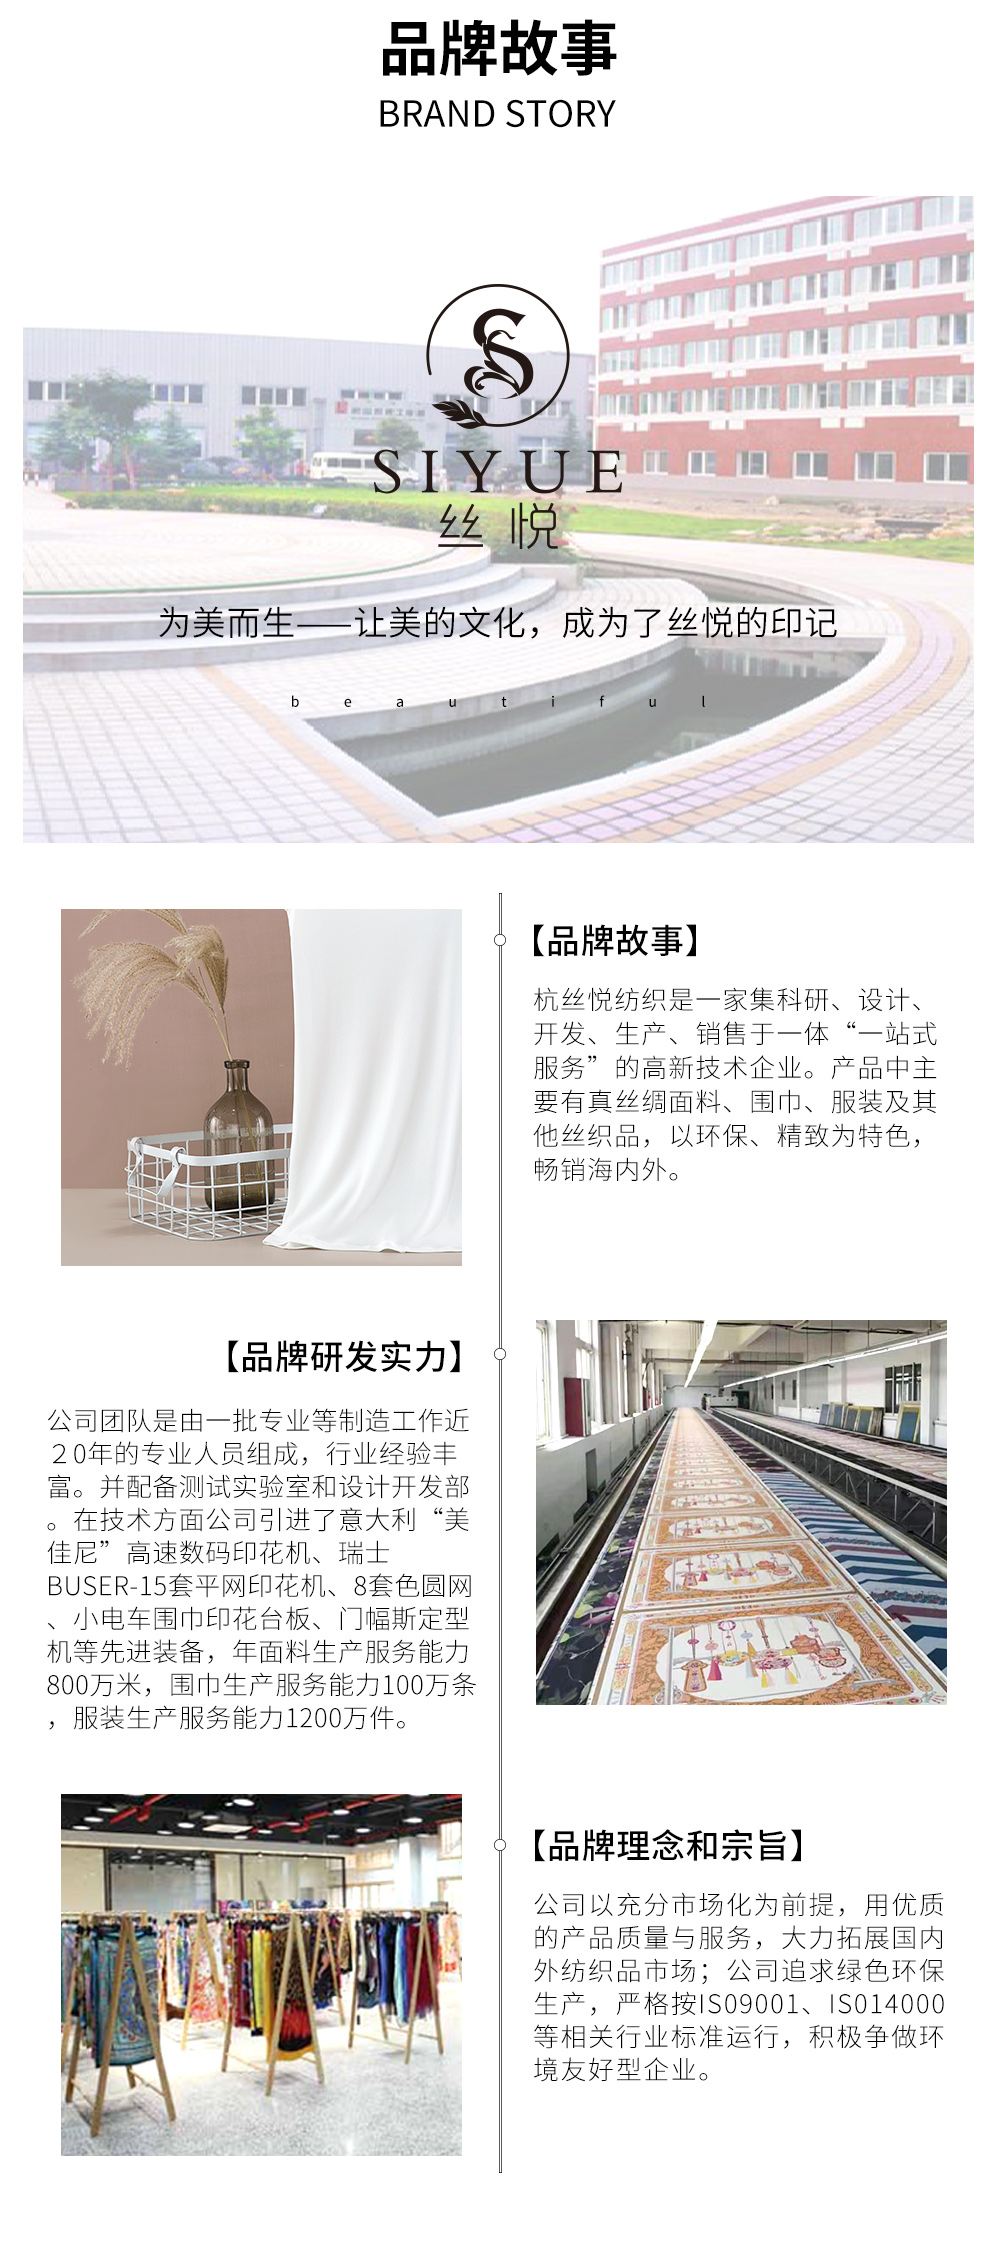 品牌故事
BRAND STORY
SIYUE
丝悦
为美而生——让美的文化，成为了丝悦的印记
beautiful
【品牌故事】
杭丝悦纺织是一家集科研、设计、
开发、生产、销售于一体“一站式
服务”的高新技术企业。产品中主
要有真丝绸面料、围巾、服装及其
他丝织品，以环保、精致为特色，
畅销海内外。
【品牌研发实力】
公司团队是由一批专业等制造工作近
２0年的专业人员组成，行业经验丰
富。并配备测试实验室和设计开发部
。在技术方面公司引进了意大利“美
佳尼”高速数码印花机、瑞士
BUSER-15套平网印花机、8套色圆网
、小电车围巾印花台板、门幅斯定型
机等先进装备，年面料生产服务能力
800万米，围巾生产服务能力100万条
，服装生产服务能力1200万件。
【品牌理念和宗旨】
公司以充分市场化为前提，用优质
的产品质量与服务，大力拓展国内
外纺织品市场；公司追求绿色环保
生产，严格按IS09001、IS014000
等相关行业标准运行，积极争做环
境友好型企业。